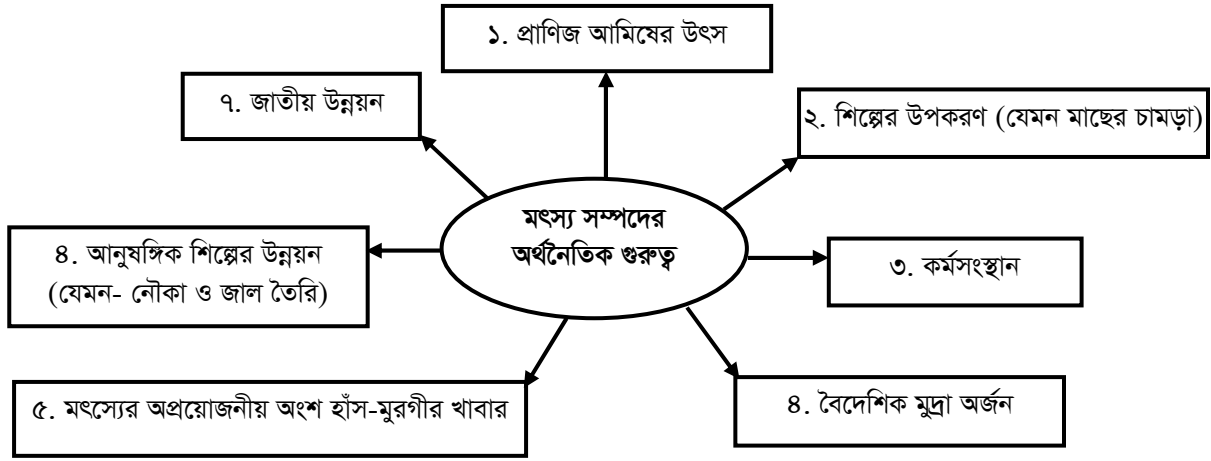 ১. প্রাণিজ আমিষের উৎস
৭. জাতীয় উন্নয়ন
২. শিল্পের উপকরণ (যেমন মাছের চামড়া)
মৎস্য সম্পদের
অর্থনৈতিক গুরুত্ব
৪. আনুষঙ্গিক শিল্পের উন্নয়ন
(যেমন- নৌকা ও জাল তৈরি)
৩. কর্মসংস্থান
৫. মৎস্যের অপ্রয়োজনীয় অংশ হাঁস-মুরগীর খাবার
৪. বৈদেশিক মুদ্রা অর্জন